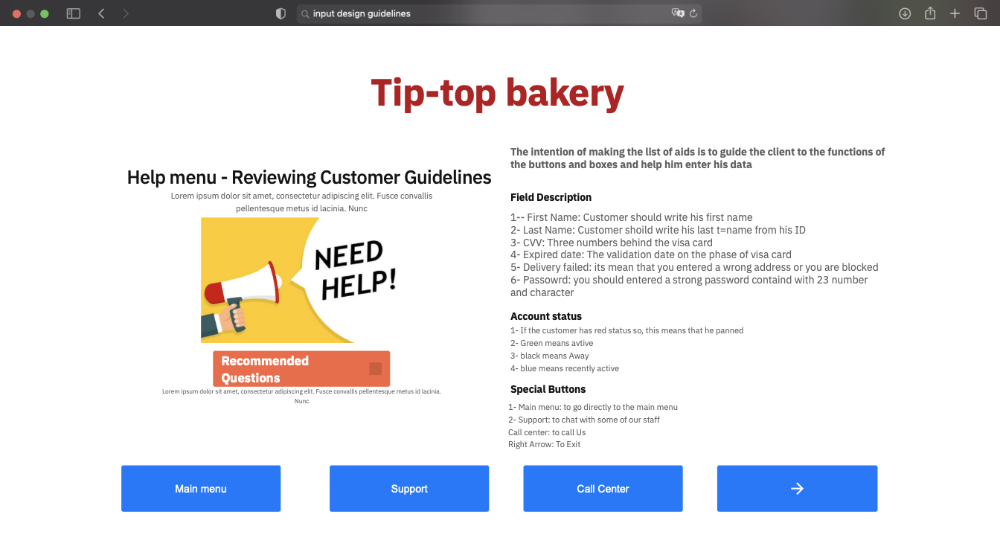 input design guidelines
Tip-top bakery
Help menu - Reviewing Customer Guidelines
Lorem ipsum dolor sit amet, consectetur adipiscing elit. Fusce convallis
pellentesque metus id lacinia. Nunc
NEED
HELP!
Recommended
Questions
Lorem ipsum dolor sit amet, consectetur adipiscing elit. Fusce convallis pellentesque metus id lacinia.
Nunc
The intention of making the list of aids is to guide the client to the functions of
the buttons and boxes and help him enter his data
Field Description
1-- First Name: Customer should write his first name
2- Last Name: Customer shoild write his last t=name from his ID
3- CVV: Three numbers behind the visa card
4- Expired date: The validation date on the phase of visa card
5- Delivery failed: its mean that you entered a wrong address or you are blocked
6- Passowrd: you should entered a strong password containd with 23 number
and character
Account status
1- If the customer has red status so, this means that he panned
2- Green means avtive
3- black means Away
4- blue means recently active
Special Buttons
1- Main menu: to go directly to the main menu
2- Support: to chat with some of our staff
Call center: to call Us
Right Arrow: To Exit
Main menu
Support
Call Center